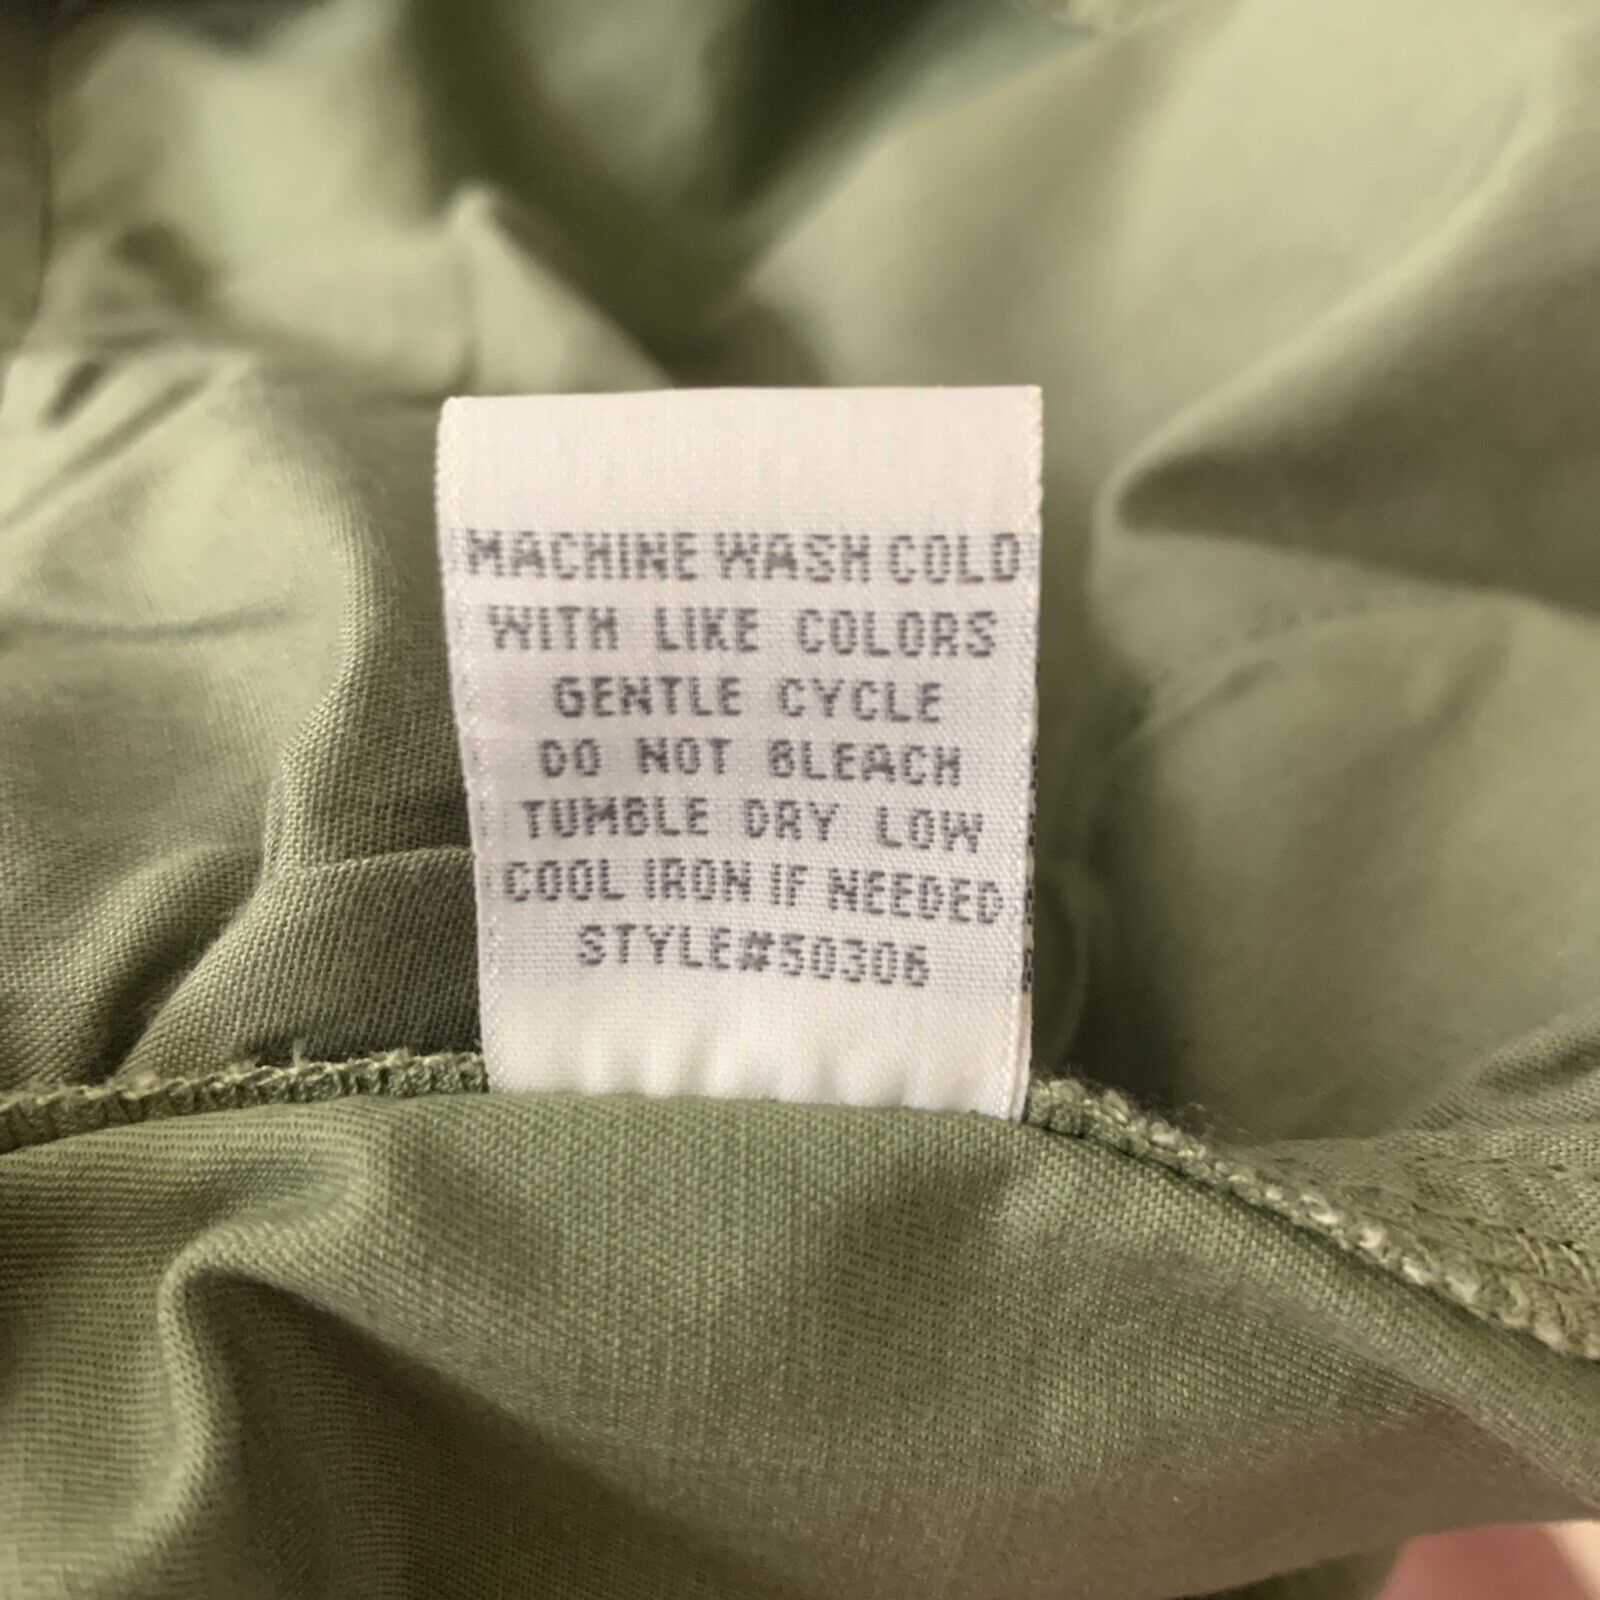 MACHINE WASH COLD
WITH LIKE COLORS
GENTLE CYCLE
DO NOT BLEACH
TUMBLE DRY LOW
COOL IRON IF NEEDED
STYLE#50306